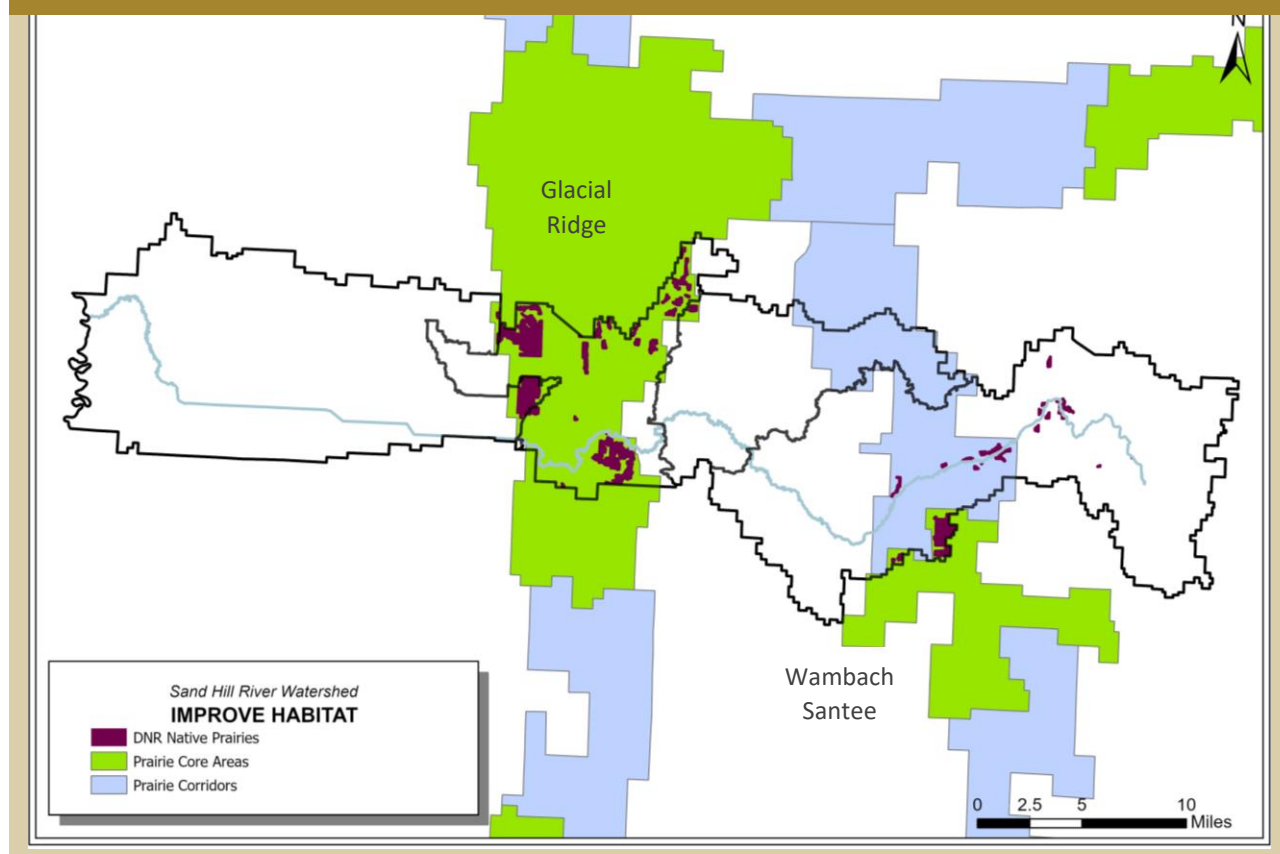 N
Glacial
Ridge
Wambach
Santee
Sand Hill River Watershed
IMPROVE HABITAT
DNR Native Prairies
Prairie Core Areas
Prairie Corridors
0 2.5 5 10
Miles